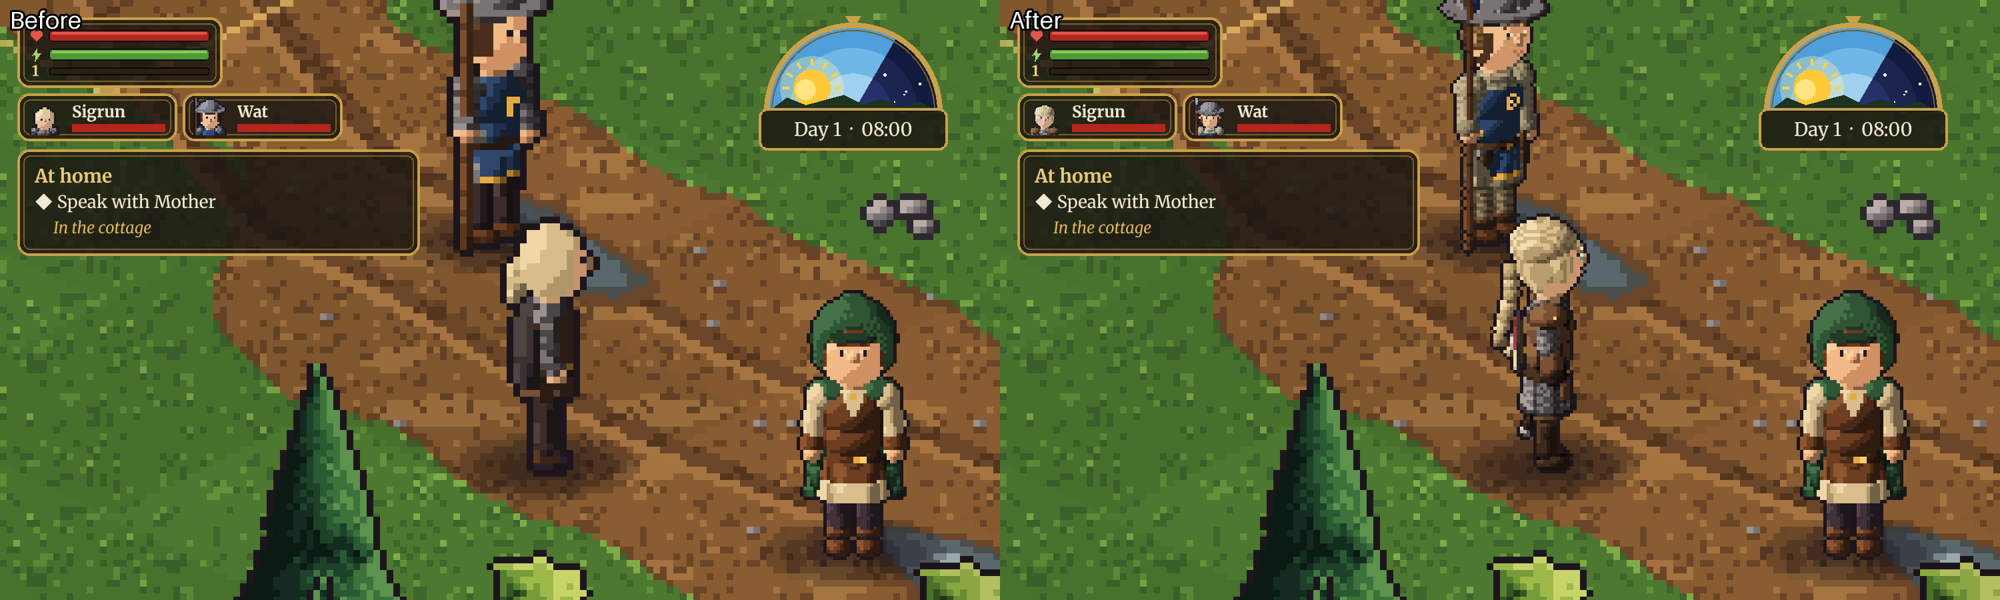 Before
1
Sigrun
Wat
Day 1 · 08:00
At home
◆ Speak with Mother
In the cottage
After
1
Sigrun
Wat
Day 1 · 08:00
At home
◆ Speak with Mother
In the cottage